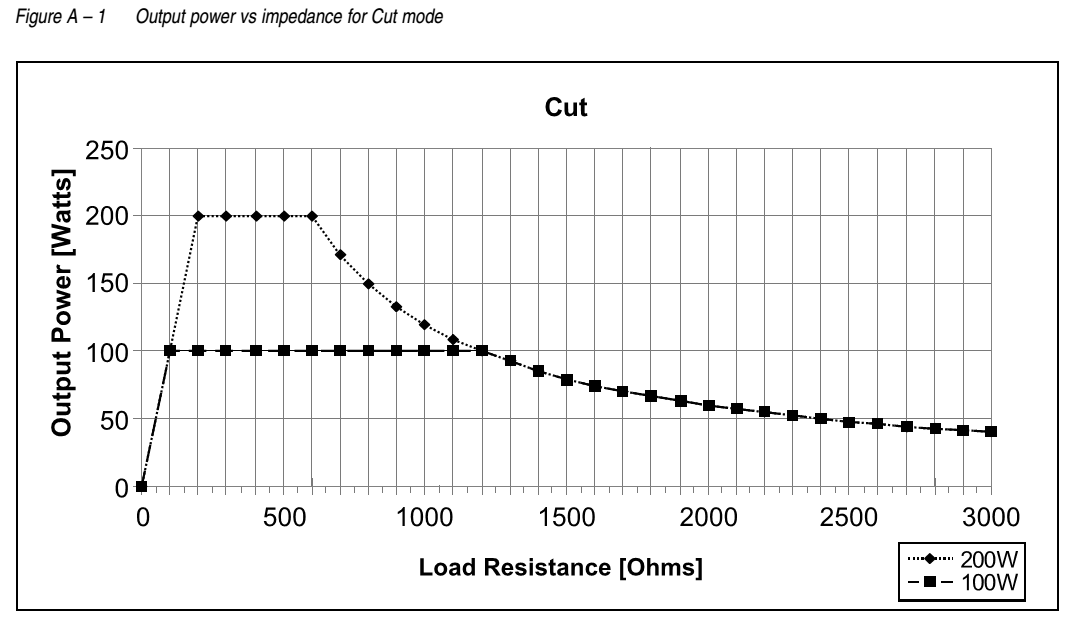 Figure A – 1 Output power vs impedance for Cut mode
Cut
250
200
150
100
50
0
Output Power [Watts]
0 500 1000 1500 2000 2500 3000
Load Resistance [Ohms]
200W
100W